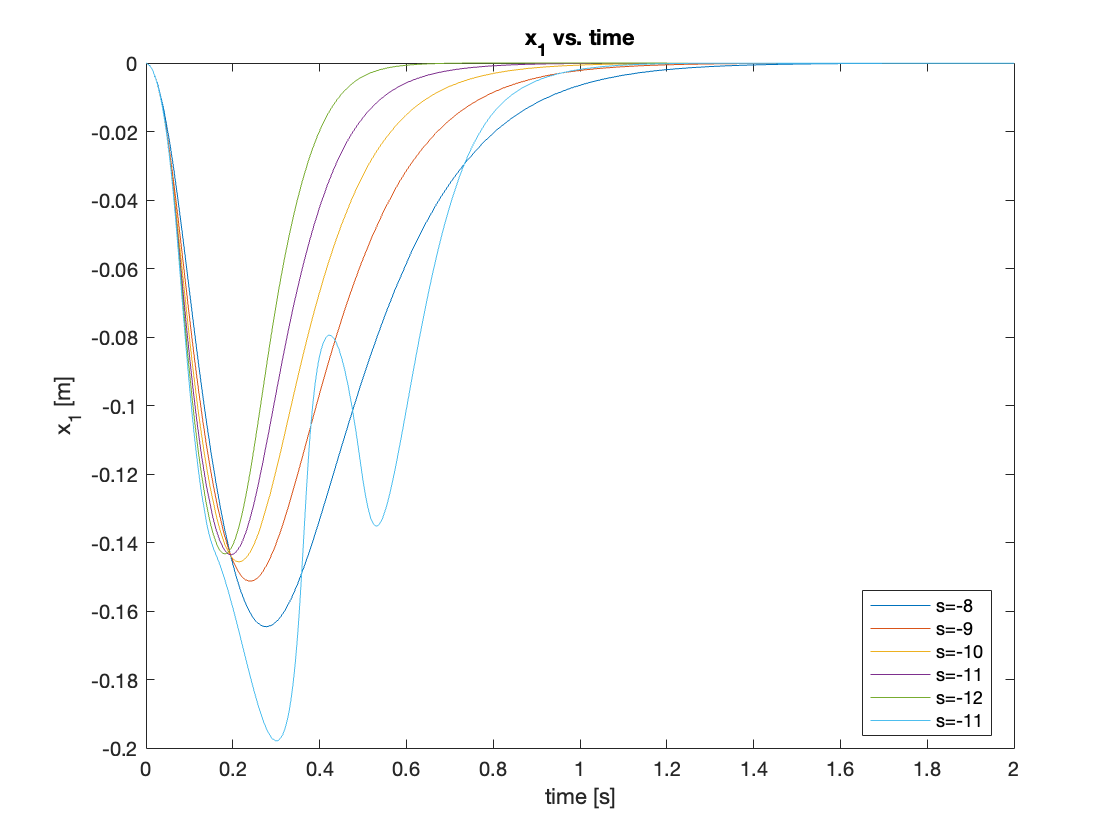 x1 vs. time
0
-0.02
-0.04
-0.06
-0.08
-0.1
-0.12
-0.14
-0.16
-0.18
-0.2
x1 [m]
s=-8
s=-9
s=-10
s=-11
s=-12
s=-11
0 0.2 0.4 0.6 0.8 1 1.2 1.4 1.6 1.8 2
time [s]